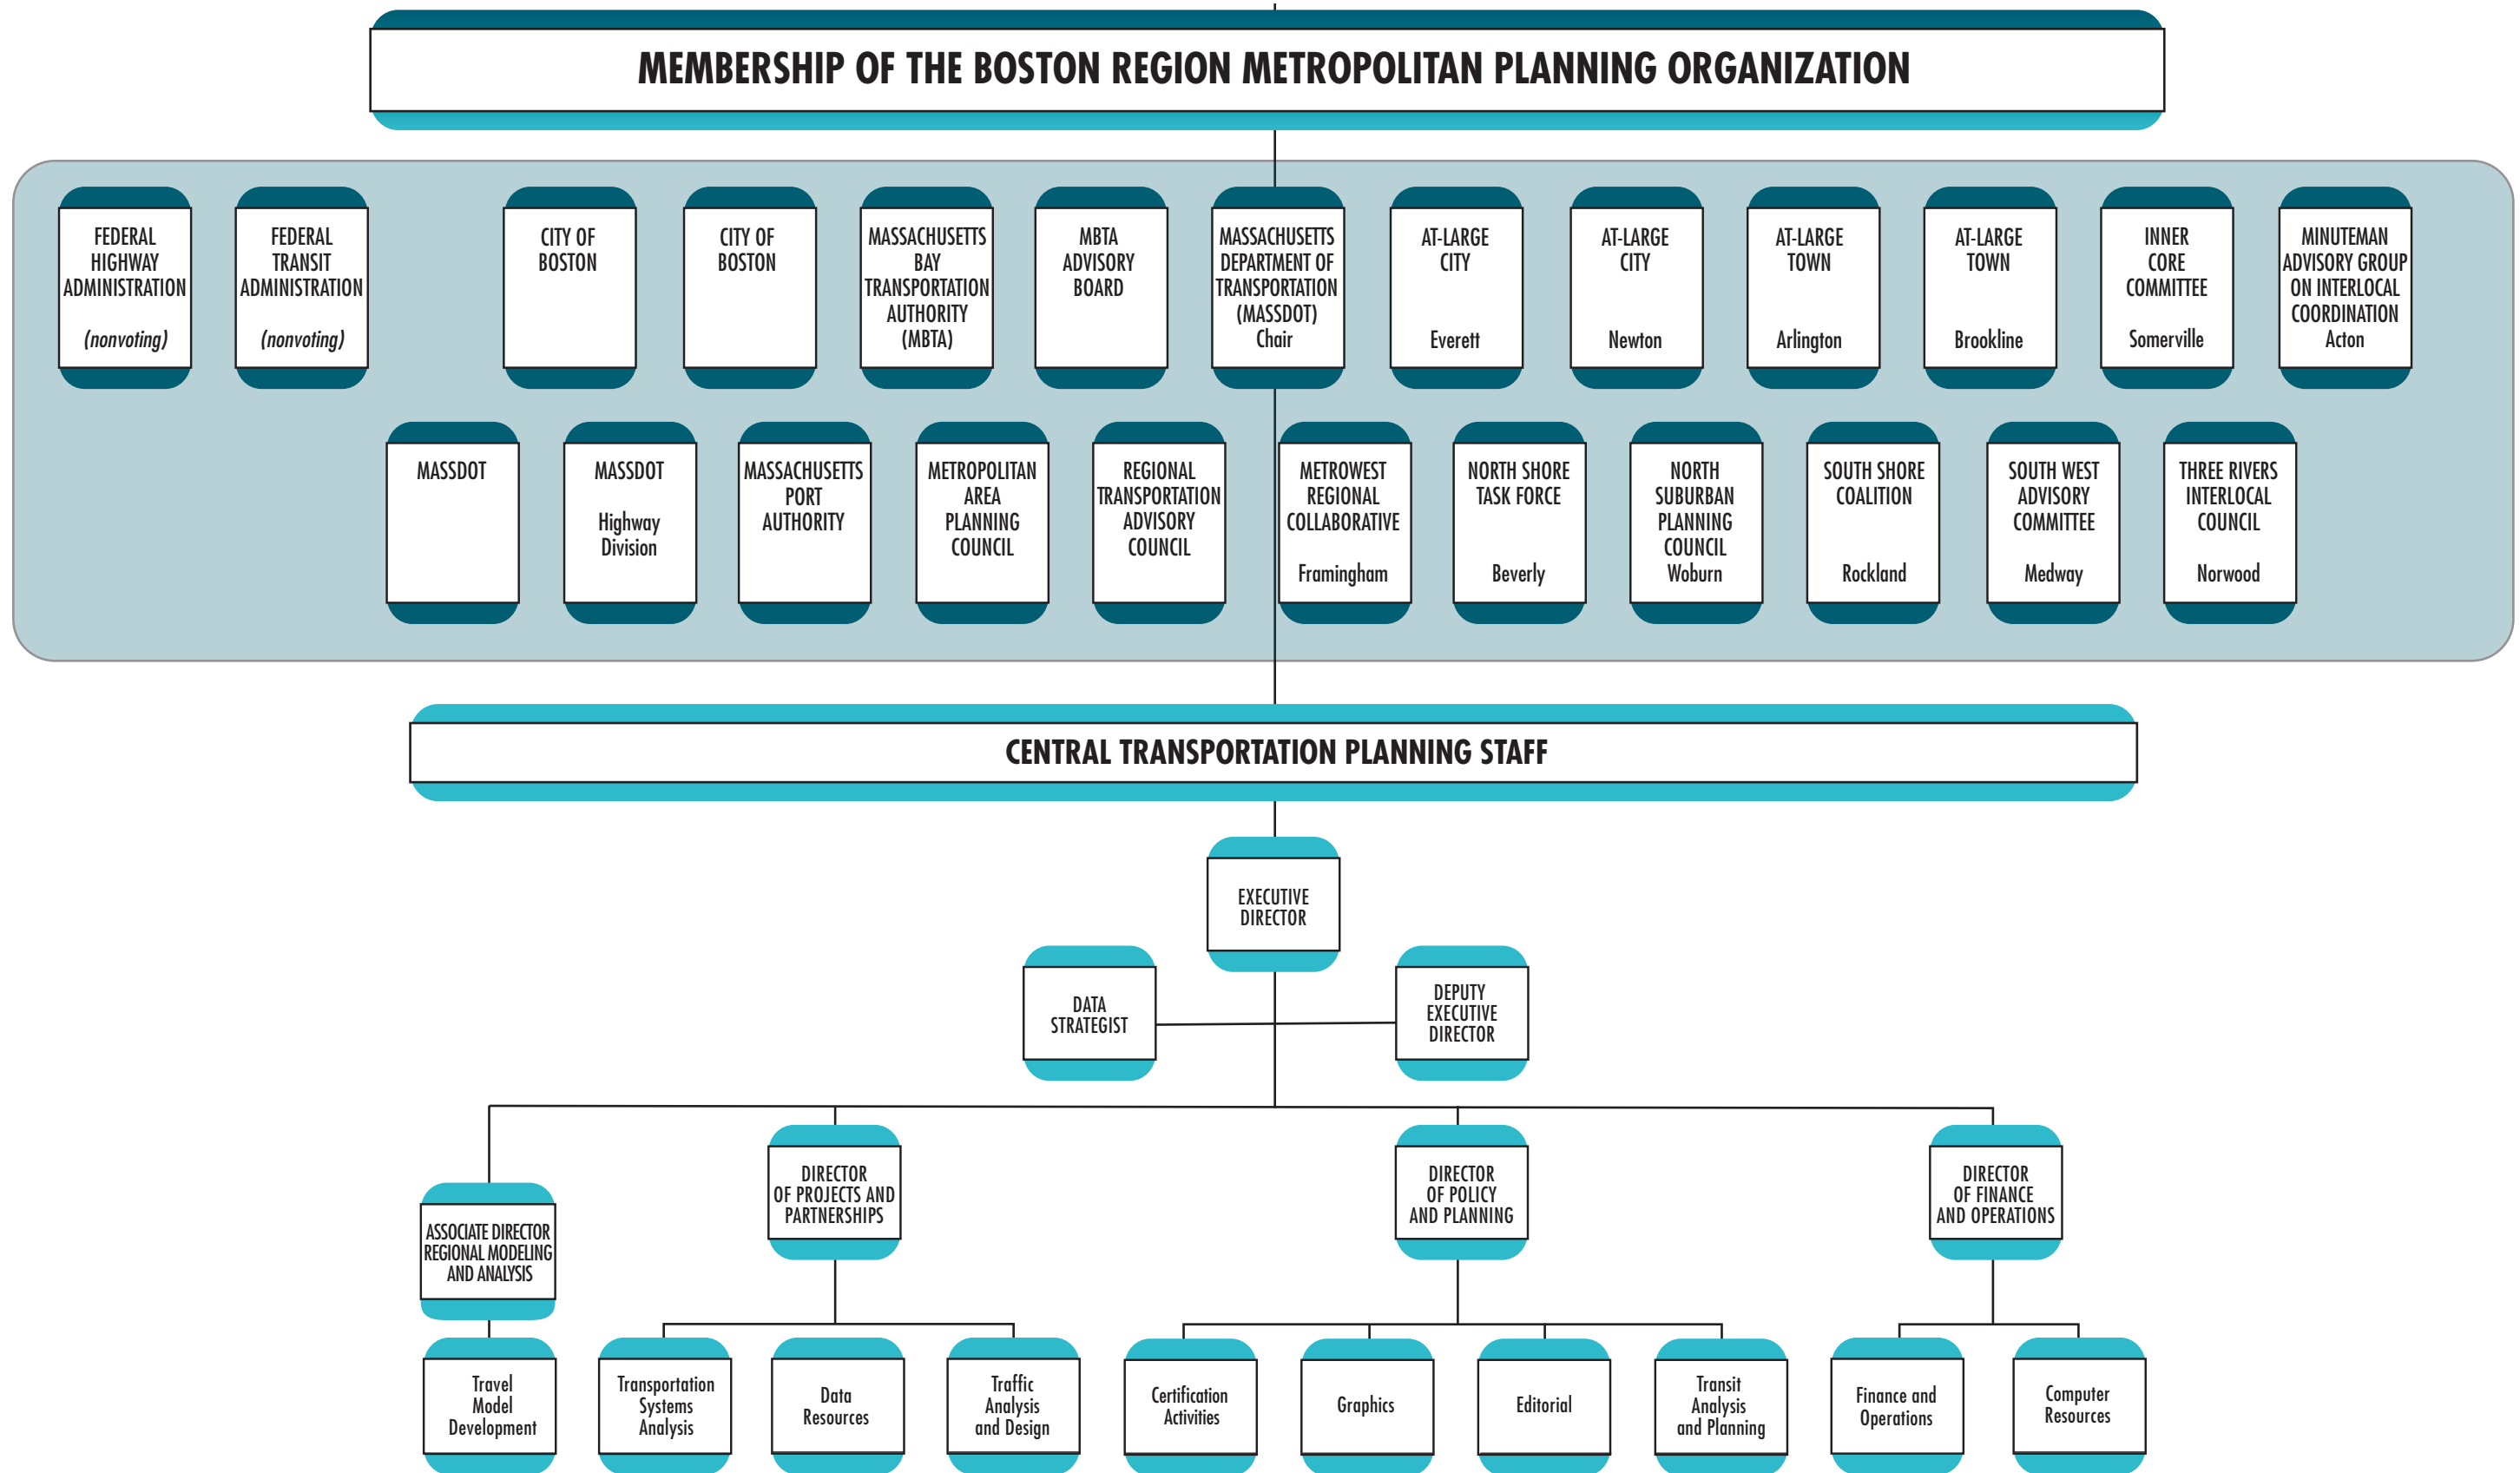 MEMBERSHIP OF THE BOSTON REGION METROPOLITAN PLANNING ORGANIZATION
FEDERAL
HIGHWAY
ADMINISTRATION
(nonvoting)
FEDERAL
TRANSIT
ADMINISTRATION
(nonvoting)
CITY OF
BOSTON
CITY OF
BOSTON
MASSACHUSETTS
BAY
TRANSPORTATION
AUTHORITY
(MBTA)
MBTA
ADVISORY
BOARD
MASSACHUSETTS
DEPARTMENT OF
TRANSPORTATION
(MASSDOT)
Chair
AT-LARGE
CITY
Everett
AT-LARGE
CITY
Newton
AT-LARGE
TOWN
Arlington
AT-LARGE
TOWN
Brookline
INNER
CORE
COMMITTEE
Somerville
MINUTEMAN
ADVISORY GROUP
ON INTERLOCAL
COORDINATION
Acton
MASSDOT
MASSDOT
Highway
Division
MASSACHUSETTS
PORT
AUTHORITY
METROPOLITAN
AREA
PLANNING
COUNCIL
REGIONAL
TRANSPORTATION
ADVISORY
COUNCIL
METROWEST
REGIONAL
COLLABORATIVE
Framingham
NORTH SHORE
TASK FORCE
Beverly
NORTH
SUBURBAN
PLANNING
COUNCIL
Woburn
SOUTH SHORE
COALITION
Rockland
SOUTH WEST
ADVISORY
COMMITTEE
Medway
THREE RIVERS
INTERLOCAL
COUNCIL
Norwood
CENTRAL TRANSPORTATION PLANNING STAFF
EXECUTIVE
DIRECTOR
DATA
STRATEGIST
DEPUTY
EXECUTIVE
DIRECTOR
ASSOCIATE DIRECTOR
REGIONAL MODELING
AND ANALYSIS
DIRECTOR
OF PROJECTS AND
PARTNERSHIPS
DIRECTOR
OF POLICY
AND PLANNING
DIRECTOR
OF FINANCE
AND OPERATIONS
Travel
Model
Development
Transportation
Systems
Analysis
Data
Resources
Traffic
Analysis
and Design
Certification
Activities
Graphics
Editorial
Transit
Analysis
and Planning
Finance and
Operations
Computer
Resources